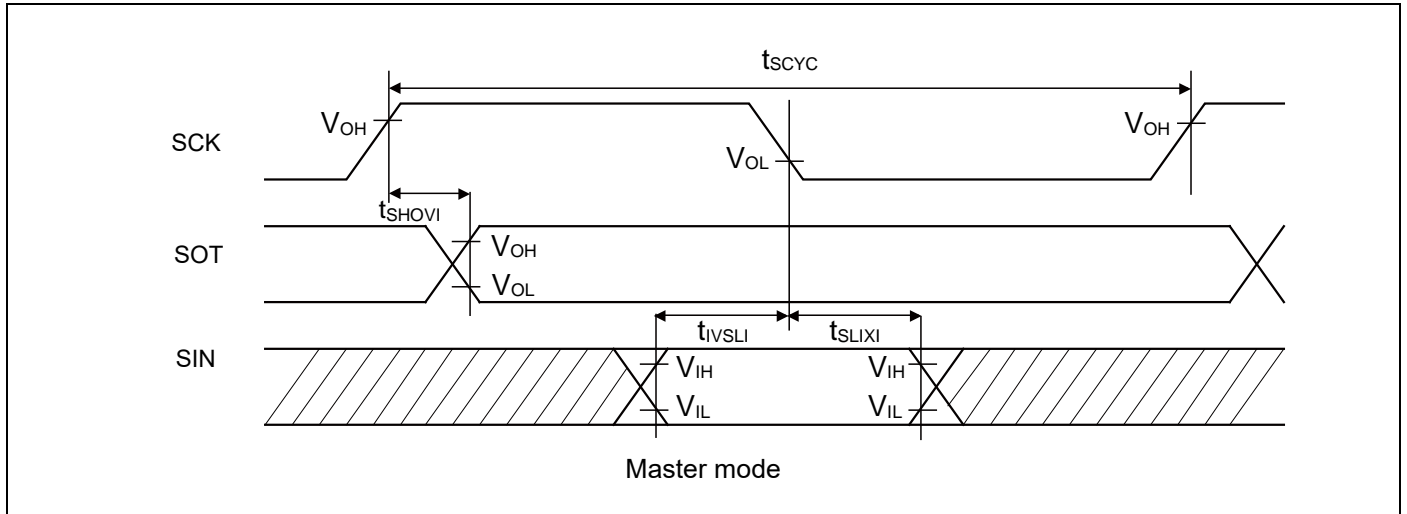 tSCYC
SCK
VOH
VOL
VOH
tSHOVI
SOT
VOH
VOL
tIVSLI
tSLIXI
SIN
VIH
VIH
VIL
VIL
Master mode